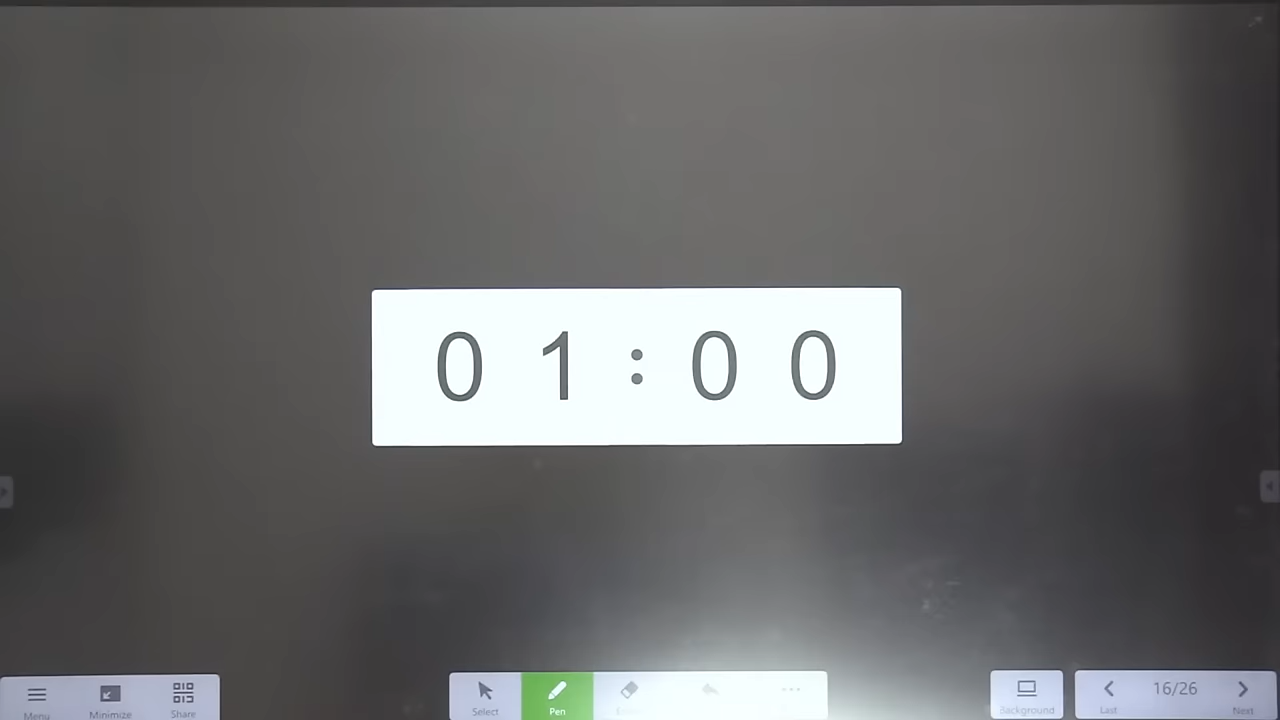 01:00
Menu
Minimize
Share
Select
Pen
Background
Last
16/26
Next